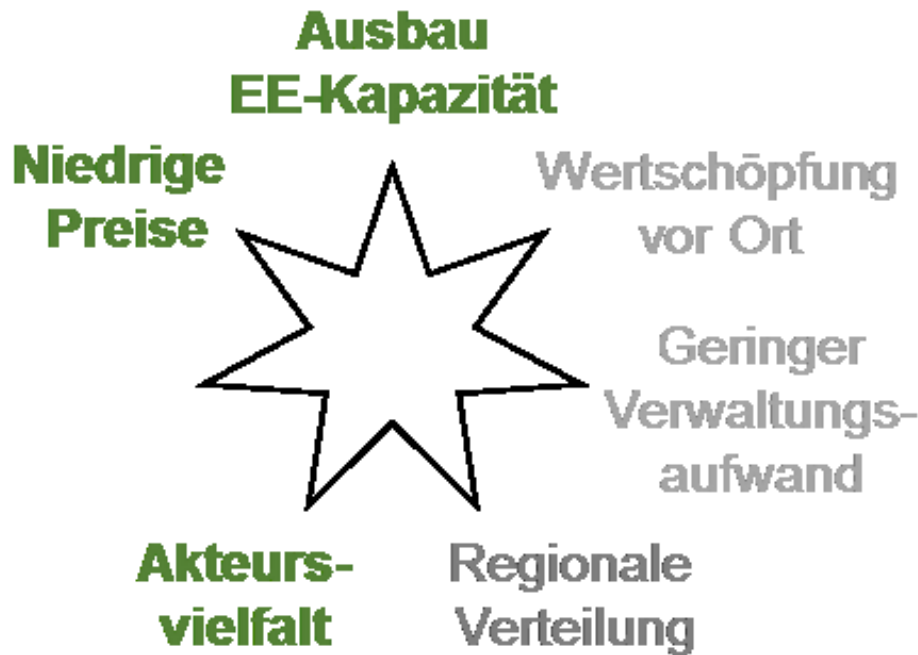 Ausbau
EE-Kapazität
Niedrige
Preise
Wertschöpfung
vor Ort
Geringer
Verwaltungs-
aufwand
Akteurs-
vielfalt
Regionale
Verteilung